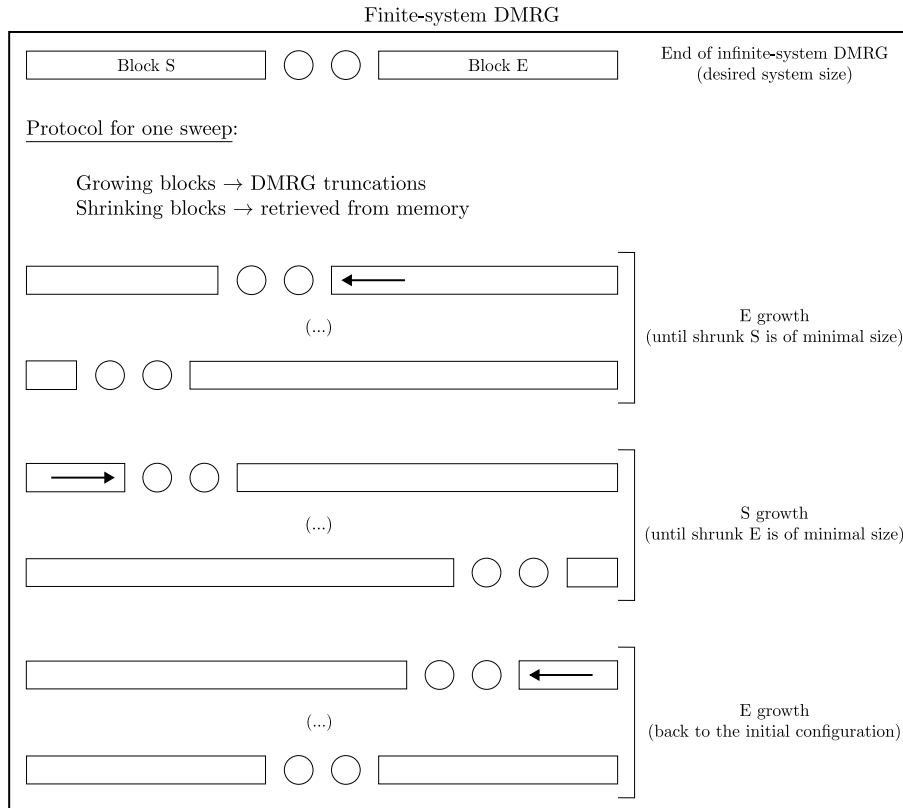 Finite-system DMRG
Block S
Block E
End of infinite-system DMRG
(desired system size)
Protocol for one sweep:
Growing blocks → DMRG truncations
Shrinking blocks → retrieved from memory
(...)
E growth
(until shrunk S is of minimal size)
(...)
S growth
(until shrunk E is of minimal size)
(...)
E growth
(back to the initial configuration)